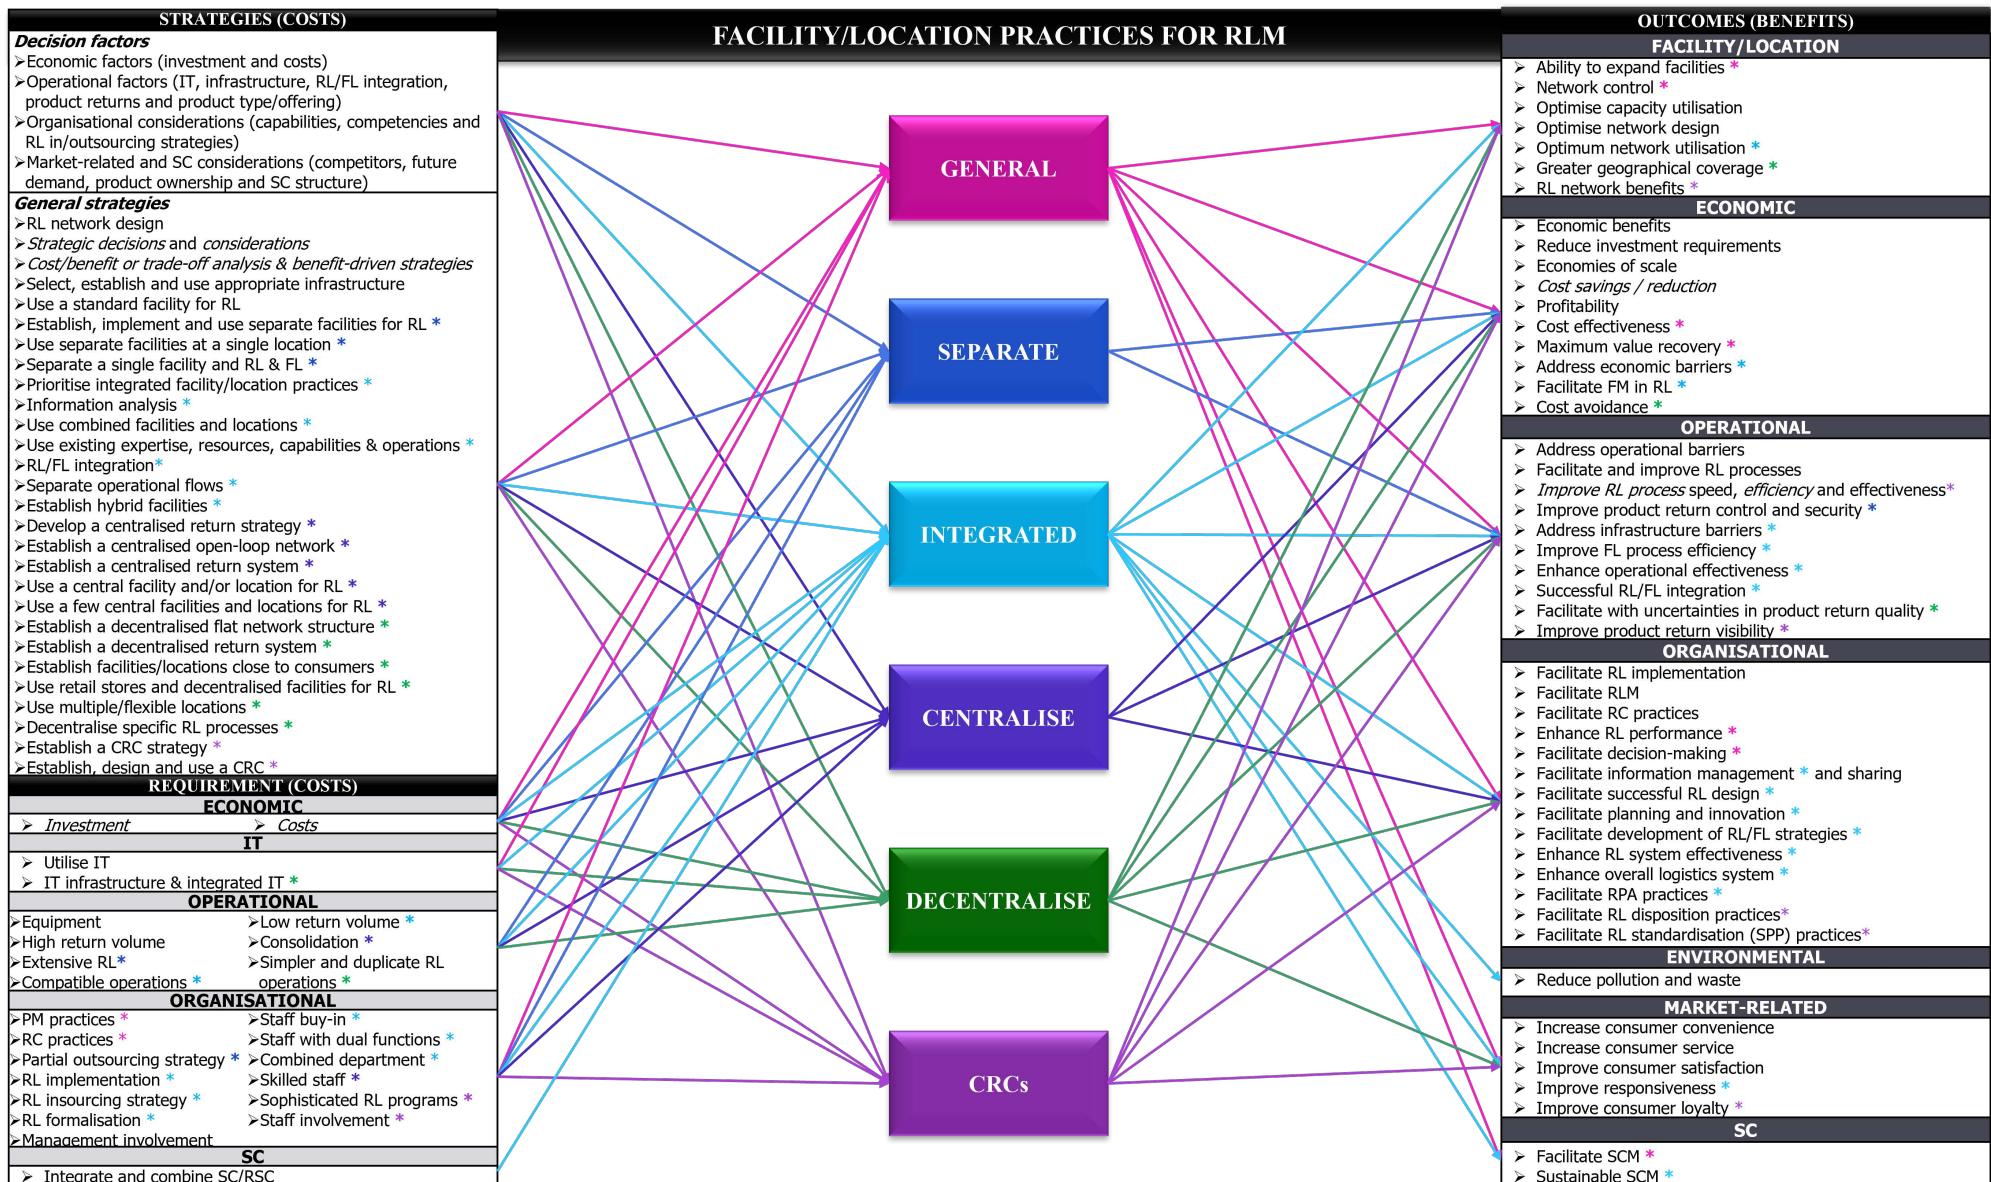 STRATEGIES (COSTS)
Decision factors
➢Economic factors (investment and costs)
➢Operational factors (IT, infrastructure, RL/FL integration,
product returns and product type/offering)
➢Organisational considerations (capabilities, competencies and
RL in/outsourcing strategies)
➢Market-related and SC considerations (competitors, future
demand, product ownership and SC structure)
General strategies
➢RL network design
➢Strategic decisions and considerations
➢Cost/benefit or trade-off analysis & benefit-driven strategies
➢Select, establish and use appropriate infrastructure
➢Use a standard facility for RL
➢Establish, implement and use separate facilities for RL *
➢Use separate facilities at a single location *
➢Separate a single facility and RL & FL *
➢Prioritise integrated facility/location practices *
➢Information analysis *
➢Use combined facilities and locations *
➢Use existing expertise, resources, capabilities & operations *
➢RL/FL integration*
➢Separate operational flows *
➢Establish hybrid facilities *
➢Develop a centralised return strategy *
➢Establish a centralised open-loop network *
➢Establish a centralised return system *
➢Use a central facility and/or location for RL *
➢Use a few central facilities and locations for RL *
➢Establish a decentralised flat network structure *
➢Establish a decentralised return system *
➢Establish facilities/locations close to consumers *
➢Use retail stores and decentralised facilities for RL *
➢Use multiple/flexible locations *
➢Decentralise specific RL processes *
➢Establish a CRC strategy *
➢Establish, design and use a CRC *
REQUIREMENT (COSTS)
ECONOMIC
➢ Investment ➢ Costs
IT
➢ Utilise IT
➢ IT infrastructure & integrated IT *
OPERATIONAL
➢Equipment
➢High return volume
➢Extensive RL*
➢Compatible operations *
➢Low return volume *
➢Consolidation *
➢Simpler and duplicate RL
operations *
ORGANISATIONAL
➢PM practices *
➢RC practices *
➢Partial outsourcing strategy *
➢RL implementation *
➢RL insourcing strategy *
➢RL formalisation *
➢Management involvement
➢Staff buy-in *
➢Staff with dual functions *
➢Combined department *
➢Skilled staff *
➢Sophisticated RL programs *
➢Staff involvement *
SC
➢ Integrate and combine SC/RSC
FACILITY/LOCATION PRACTICES FOR RLM
GENERAL
SEPARATE
INTEGRATED
CENTRALISE
DECENTRALISE
CRCs
OUTCOMES (BENEFITS)
FACILITY/LOCATION
➢ Ability to expand facilities *
➢ Network control *
➢ Optimise capacity utilisation
➢ Optimise network design
➢ Optimum network utilisation *
➢ Greater geographical coverage *
➢ RL network benefits *
ECONOMIC
➢ Economic benefits
➢ Reduce investment requirements
➢ Economies of scale
➢ Cost savings / reduction
➢ Profitability
➢ Cost effectiveness *
➢ Maximum value recovery *
➢ Address economic barriers *
➢ Facilitate FM in RL *
➢ Cost avoidance *
OPERATIONAL
➢ Address operational barriers
➢ Facilitate and improve RL processes
➢ Improve RL process speed, efficiency and effectiveness*
➢ Improve product return control and security *
➢ Address infrastructure barriers *
➢ Improve FL process efficiency *
➢ Enhance operational effectiveness *
➢ Successful RL/FL integration *
➢ Facilitate with uncertainties in product return quality *
➢ Improve product return visibility *
ORGANISATIONAL
➢ Facilitate RL implementation
➢ Facilitate RLM
➢ Facilitate RC practices
➢ Enhance RL performance *
➢ Facilitate decision-making *
➢ Facilitate information management * and sharing
➢ Facilitate successful RL design *
➢ Facilitate planning and innovation *
➢ Facilitate development of RL/FL strategies *
➢ Enhance RL system effectiveness *
➢ Enhance overall logistics system *
➢ Facilitate RPA practices *
➢ Facilitate RL disposition practices*
➢ Facilitate RL standardisation (SPP) practices*
ENVIRONMENTAL
➢ Reduce pollution and waste
MARKET-RELATED
➢ Increase consumer convenience
➢ Increase consumer service
➢ Improve consumer satisfaction
➢ Improve responsiveness *
➢ Improve consumer loyalty *
SC
➢ Facilitate SCM *
➢ Sustainable SCM *